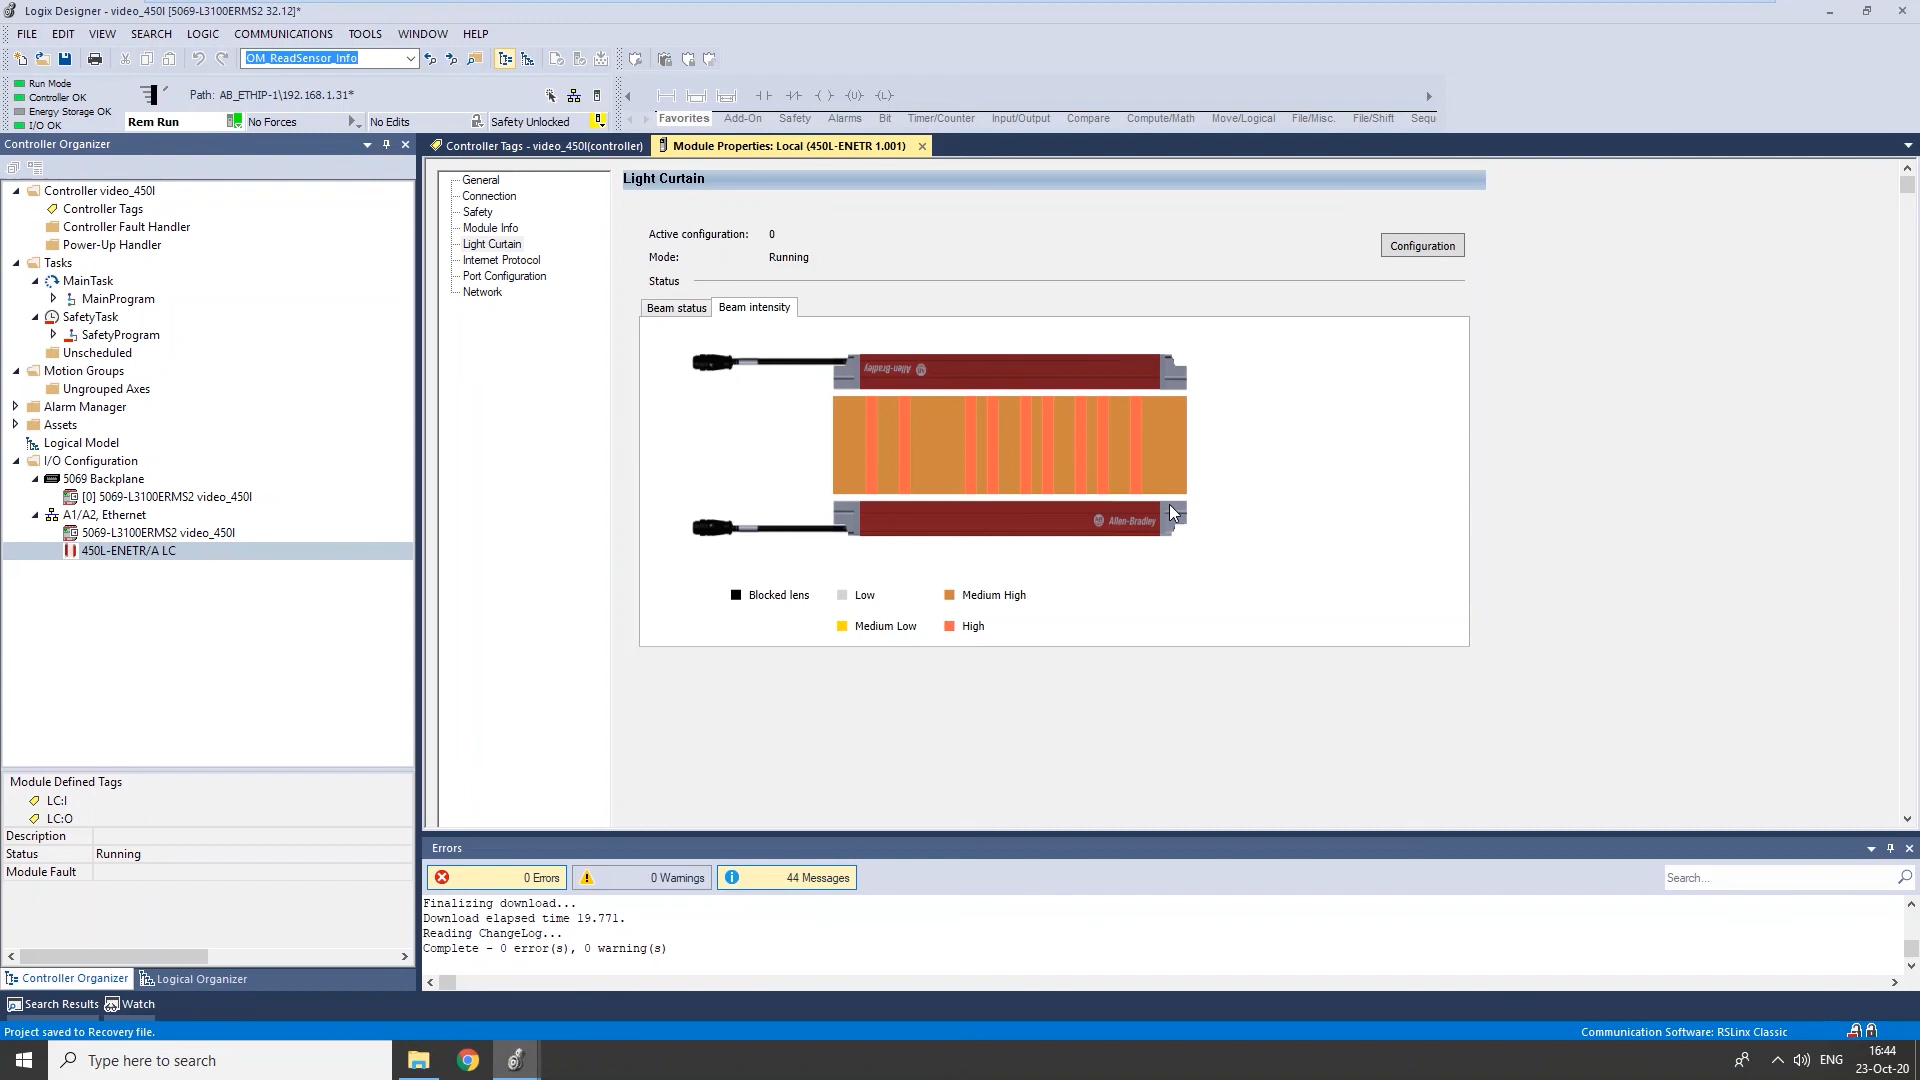 Logix Designer - video_450l [5069-L3100ERMS2 32.12]*
FILE EDIT VIEW SEARCH LOGIC COMMUNICATIONS TOOLS WINDOW HELP
OM_ReadSensor_Info
Run Mode
Controller OK
Energy Storage OK
I/O OK
Path: AB_ETHIP-1\192.168.1.31*
Rem Run No Forces No Edits Safety Unlocked
Favorites Add-On Safety Alarms Bit Timer/Counter Input/Output Compare Compute/Math Move/Logical File/Misc. File/Shift Sequ
Controller Organizer
Controller video_450l
Controller Tags
Controller Fault Handler
Power-Up Handler
Tasks
MainTask
MainProgram
SafetyTask
SafetyProgram
Unscheduled
Motion Groups
Ungrouped Axes
Alarm Manager
Assets
Logical Model
I/O Configuration
5069 Backplane
[0] 5069-L3100ERMS2 video_450l
A1/A2, Ethernet
5069-L3100ERMS2 video_450l
450L-ENETR/A LC
Module Defined Tags
LC:I
LC:O
Description
Status Running
Module Fault
Controller Organizer Logical Organizer
Controller Tags - video_450l(controller) Module Properties: Local (450L-ENETR 1.001)
General
Connection
Safety
Module Info
Light Curtain
Internet Protocol
Port Configuration
Network
Light Curtain
Active configuration: 0
Configuration
Mode: Running
Status
Beam status Beam intensity
AB Allen-Bradley
AB Allen-Bradley
Blocked lens Low Medium High
Medium Low High
Errors
0 Errors 0 Warnings 44 Messages
Search...
Finalizing download...
Download elapsed time 19.771.
Reading ChangeLog...
Complete - 0 error(s), 0 warning(s)
Search Results Watch
Project saved to Recovery file. Communication Software: RSLinx Classic
Type here to search
ENG
16:44
23-Oct-20